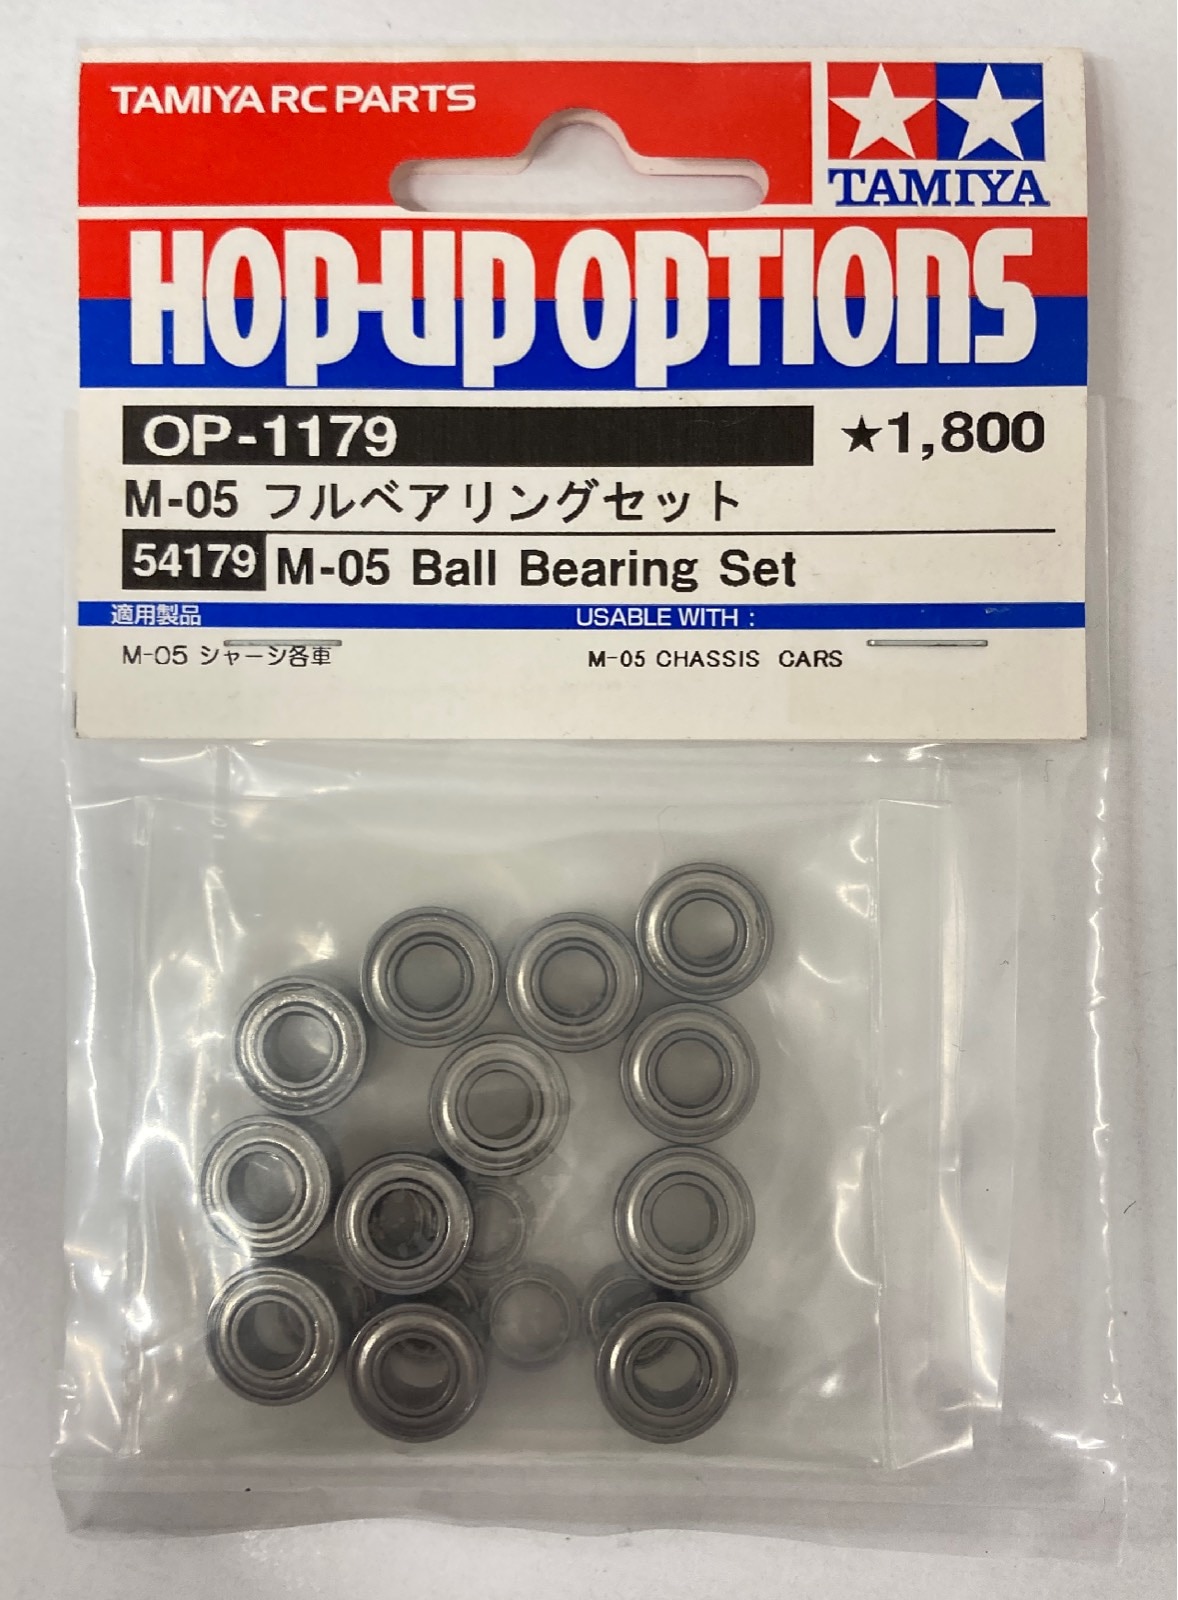 TAMIYA RC PARTS
TAMIYA
HOP-UP OPTIONS
OP-1179
★1,800
M-05 フルベアリングセット
54179 M-05 Ball Bearing Set
適用製品 USABLE WITH :
M-05 シャーシ各車 M-05 CHASSIS CARS